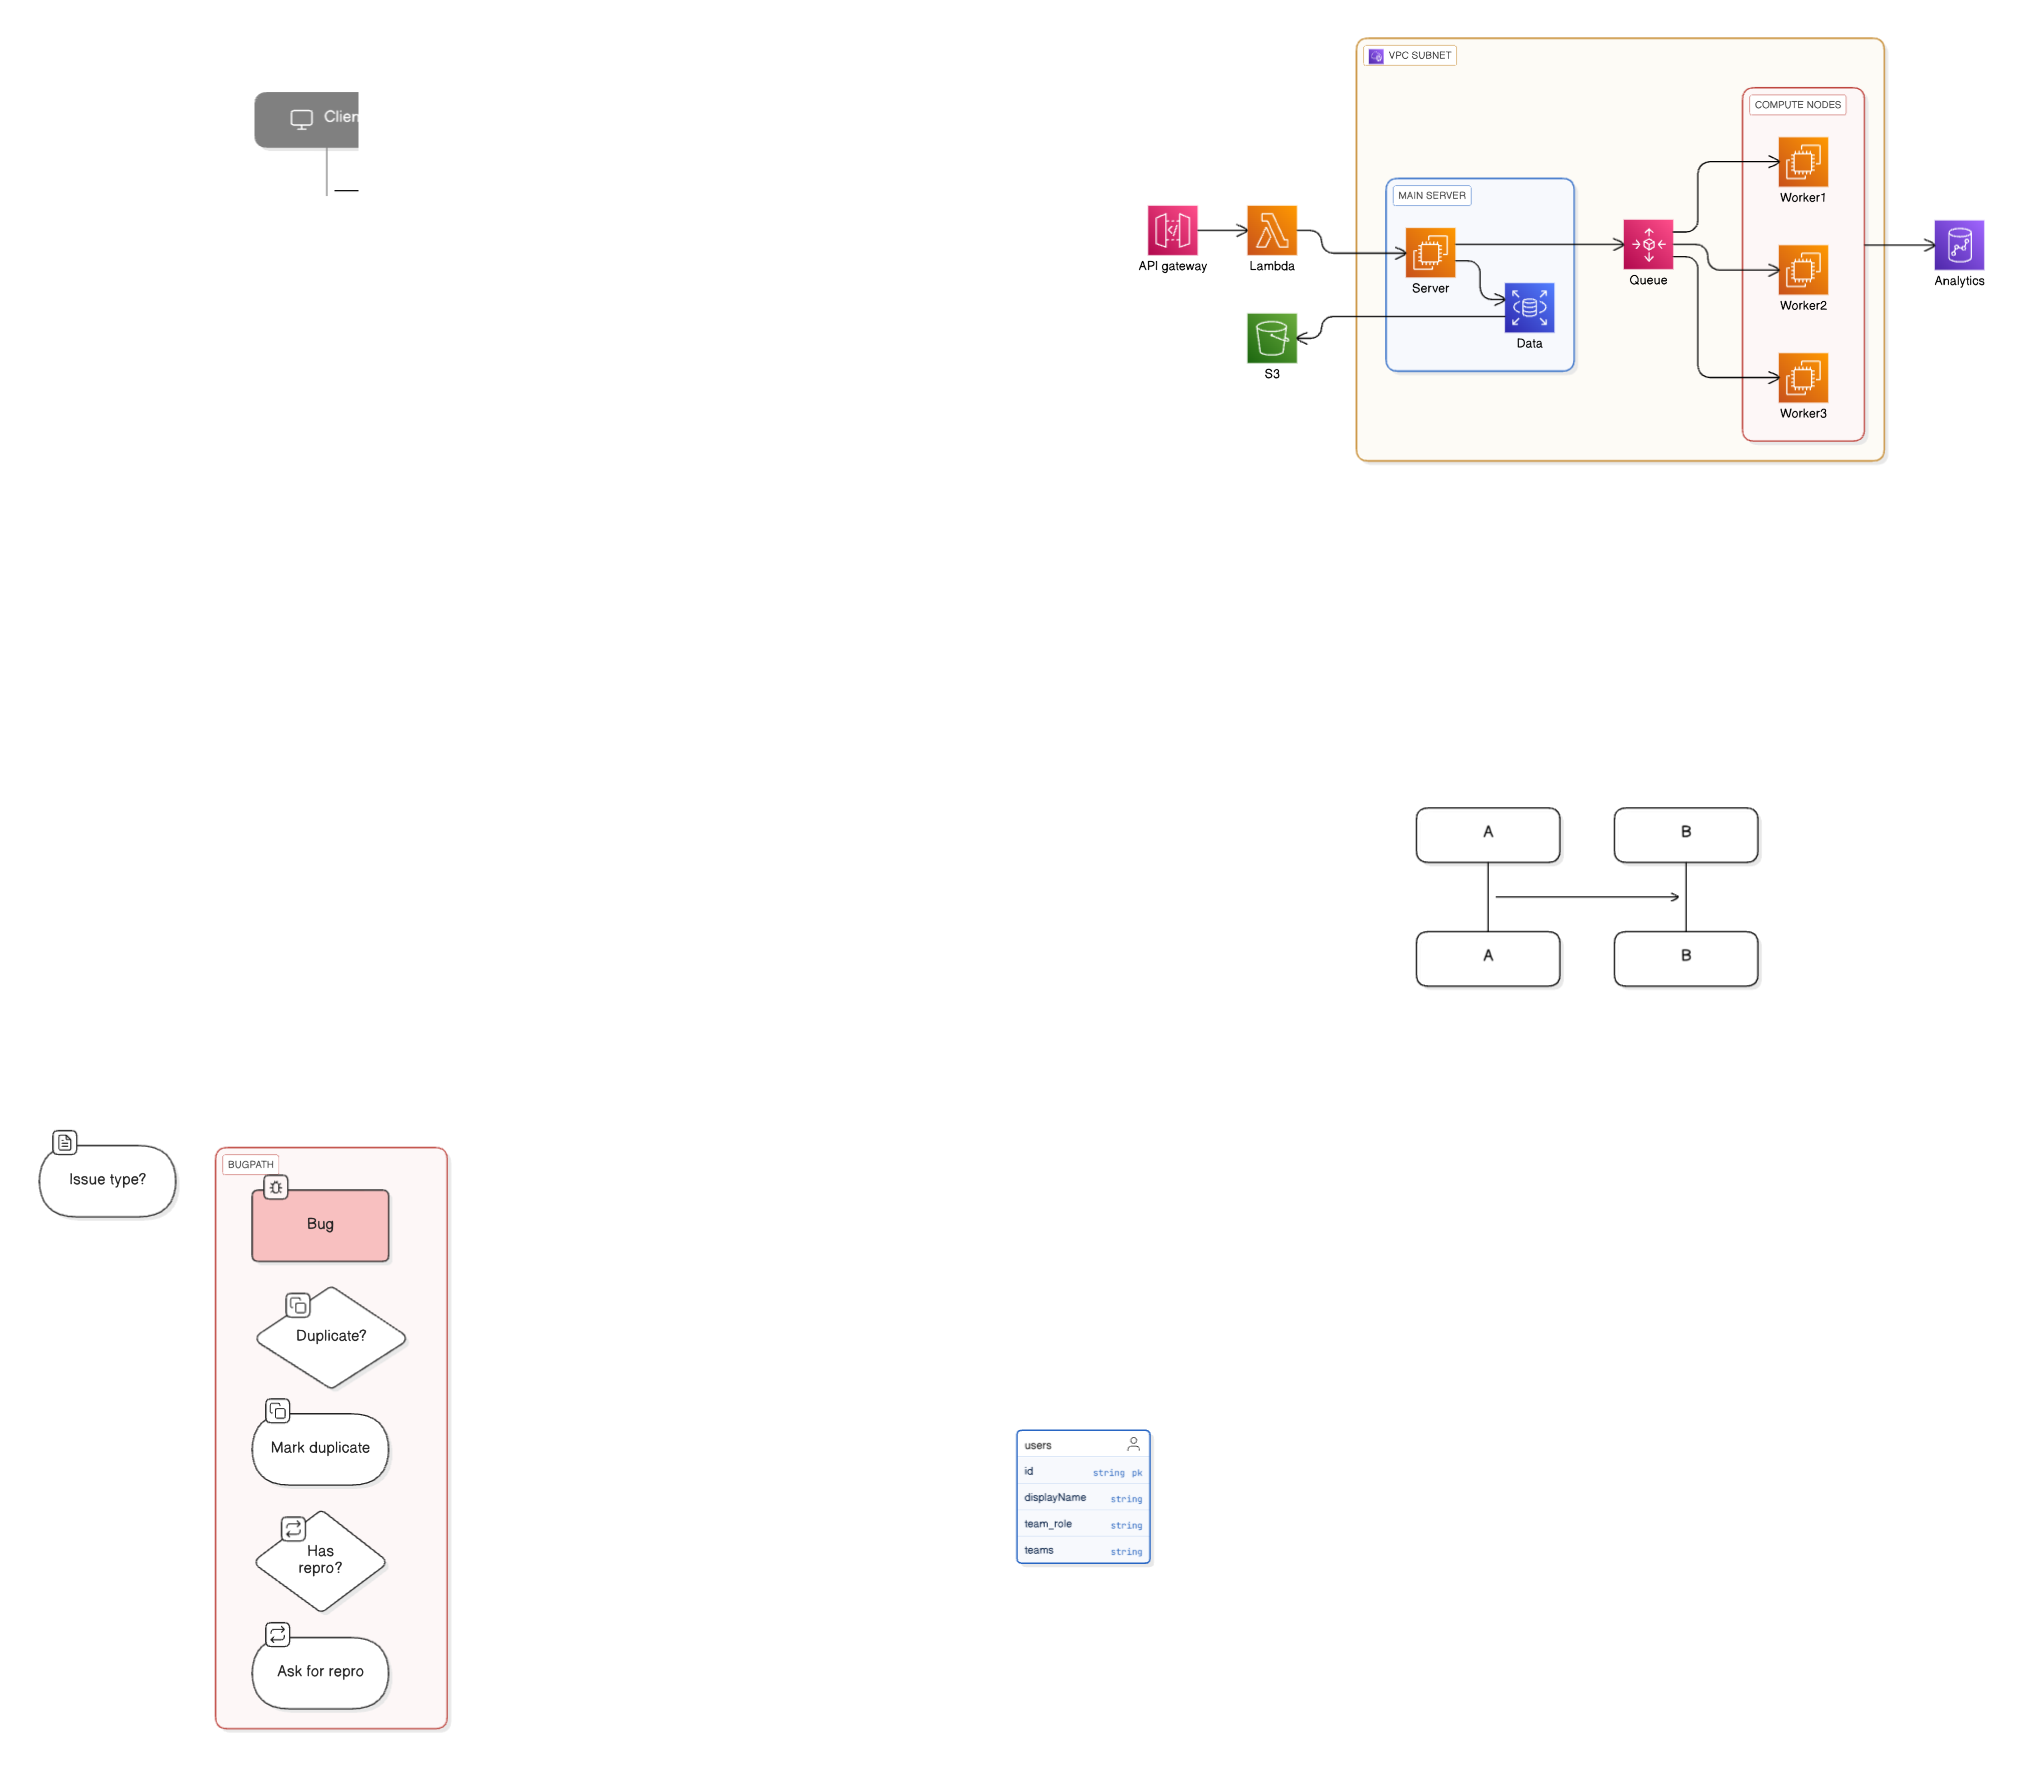 Clien
VPC SUBNET
COMPUTE NODES
Worker1
MAIN SERVER
API gateway
Lambda
Server
Queue
Analytics
Worker2
Data
S3
Worker3
A
B
A
B
Issue type?
BUGPATH
Bug
Duplicate?
Mark duplicate
Has
repro?
Ask for repro
users
id string pk
displayName string
team_role string
teams string